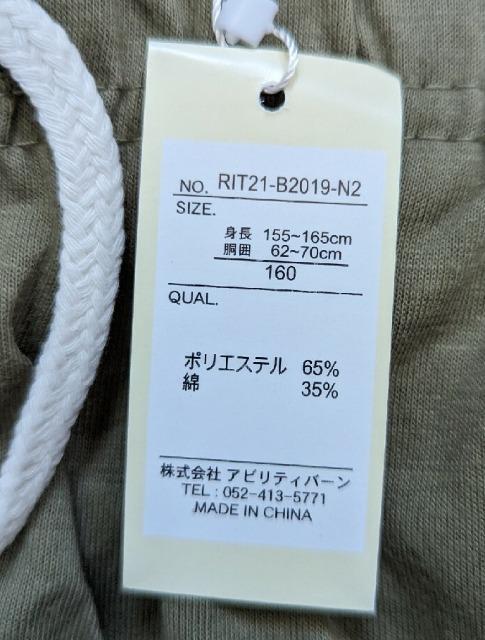 NO. RIT21-B2019-N2
SIZE.
身長 155~165cm
胴囲 62~70cm
160
QUAL.
ポリエステル 65%
綿 35%
株式会社 アビリティバーン
TEL : 052-413-5771
MADE IN CHINA